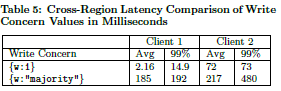 Table 5: Cross-Region Latency Comparison of Write
Concern Values in Milliseconds
Client 1 Client 2
Write Concern Avg 99% Avg 99%
{w:1} 2.16 14.9 72 73
{w:"majority"} 185 192 217 480